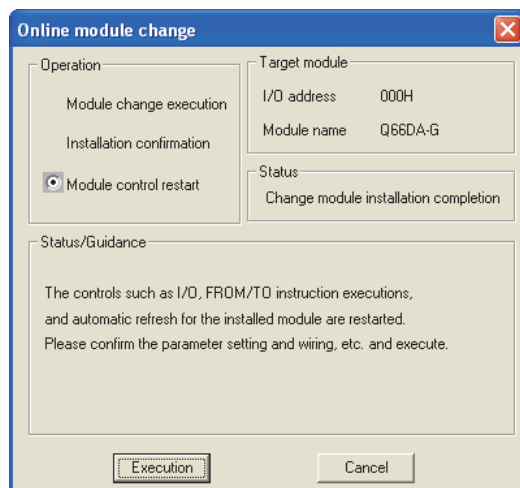 Online module change
Operation
Module change execution
Installation confirmation
Module control restart
Target module
I/O address 000H
Module name Q66DA-G
Status
Change module installation completion
Status/Guidance
The controls such as I/O, FROM/TO instruction executions,
and automatic refresh for the installed module are restarted.
Please confirm the parameter setting and wiring, etc. and execute.
Execution Cancel